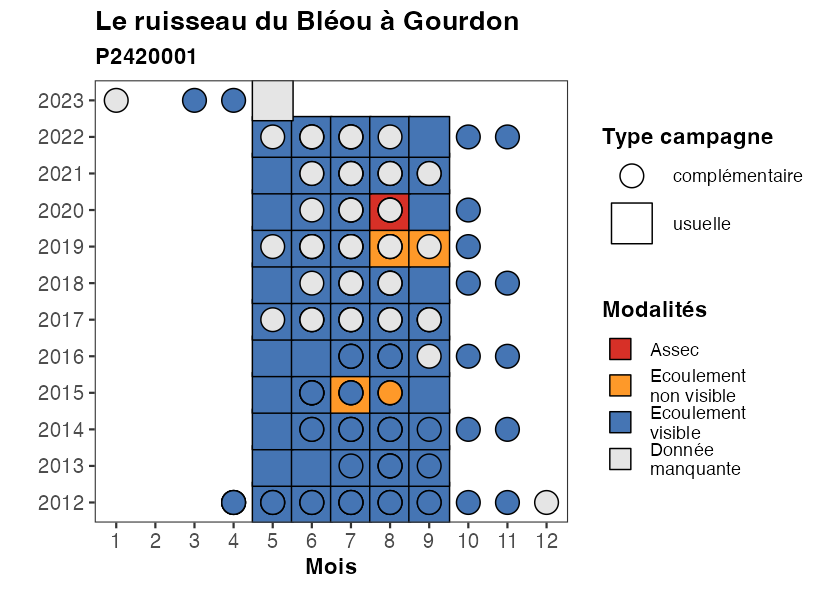 Le ruisseau du Bléou à Gourdon
P2420001
2023
2022
2021
2020
2019
2018
2017
2016
2015
2014
2013
2012
1 2 3 4 5 6 7 8 9 10 11 12
Mois
Type campagne
complémentaire
usuelle
Modalités
Assec
Ecoulement
non visible
Ecoulement
visible
Donnée
manquante